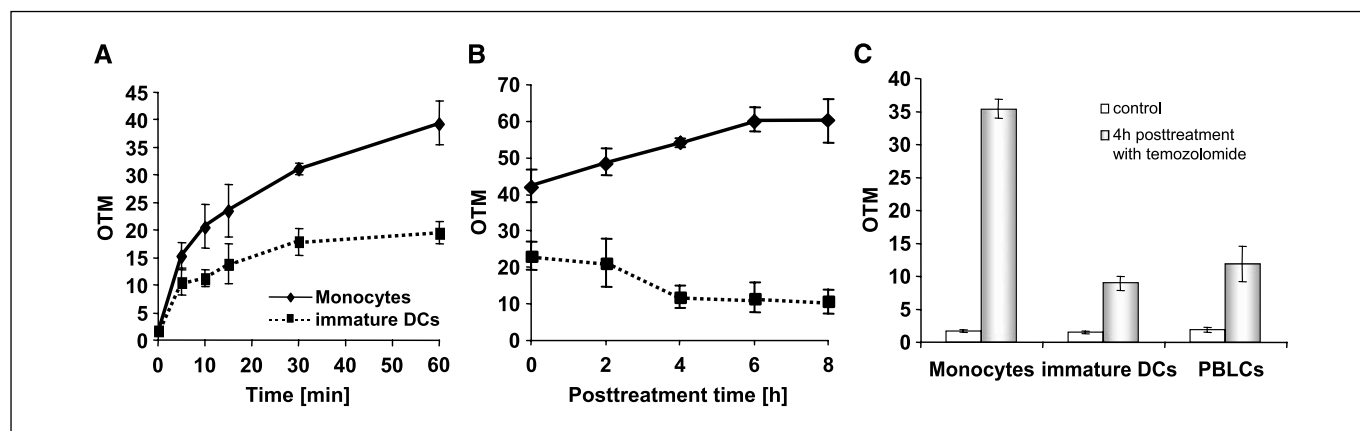 A
OTM
45
40
35
30
25
20
15
10
5
0
Monocytes
immature DCs
0 10 20 30 40 50 60
Time [min]
B
OTM
70
60
50
40
30
20
10
0
0 2 4 6 8
Posttreatment time [h]
C
OTM
40
35
30
25
20
15
10
5
0
control
4h posttreatment
with temozolomide
Monocytes immature DCs PBLCs